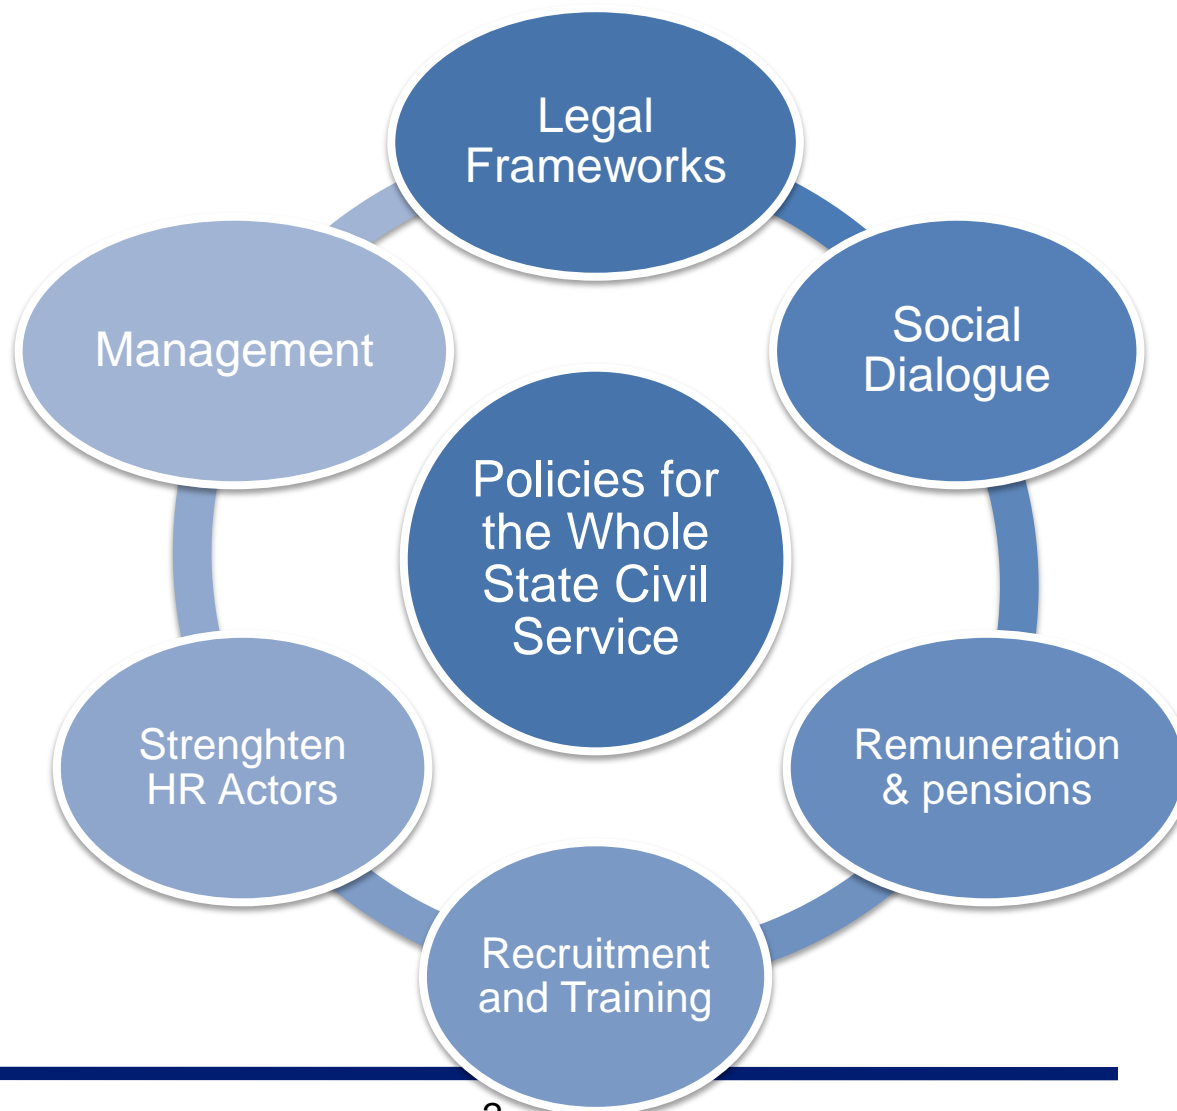 Legal
Frameworks
Social
Dialogue
Remuneration
& pensions
Recruitment
and Training
Strenghten
HR Actors
Management
Policies for
the Whole
State Civil
Service